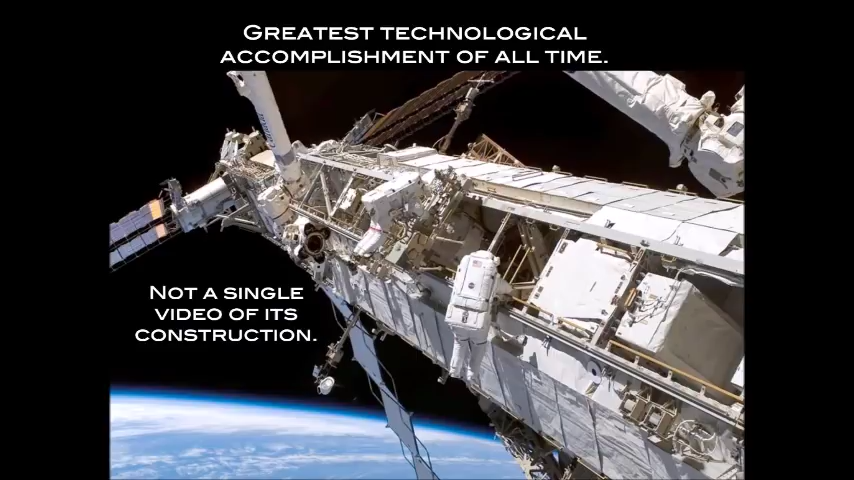 Greatest technological
accomplishment of all time.
Not a single
video of its
construction.